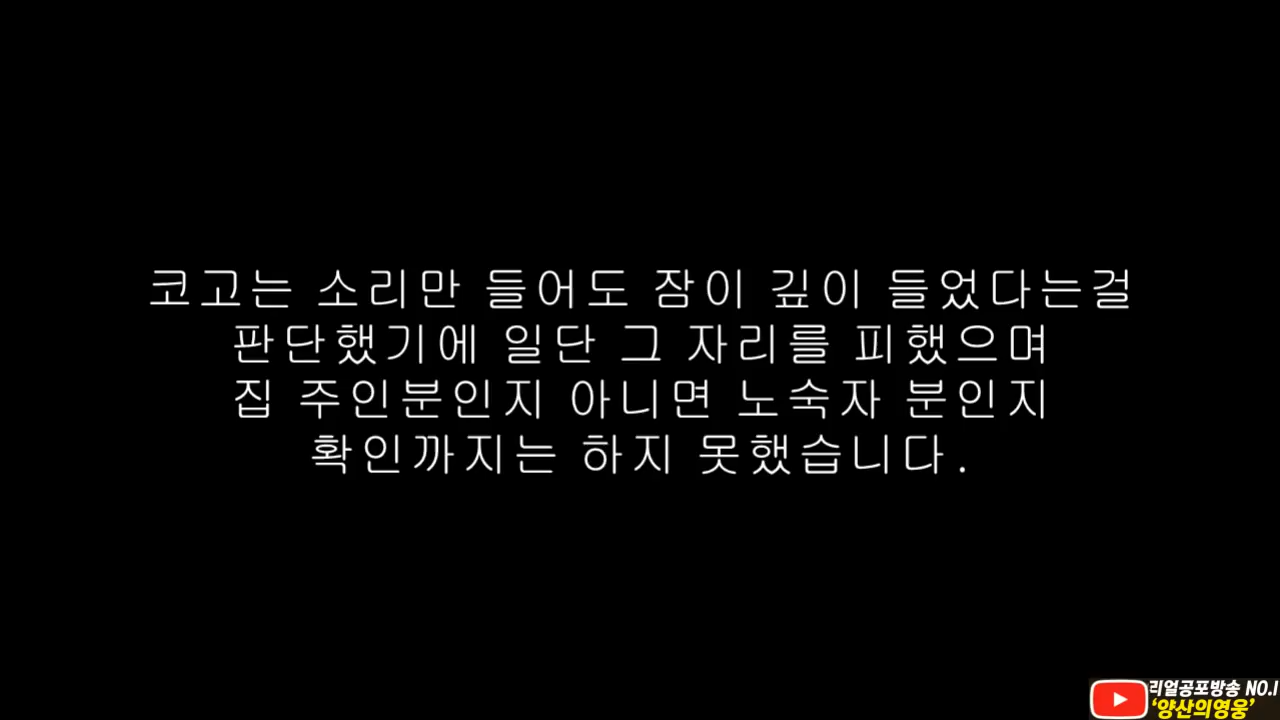 코고는 소리만 들어도 잠이 깊이 들었다는걸
판단했기에 일단 그 자리를 피했으며
집 주인분인지 아니면 노숙자 분인지
확인까지는 하지 못했습니다.
리얼공포방송 NO.1
‘양산의영웅’